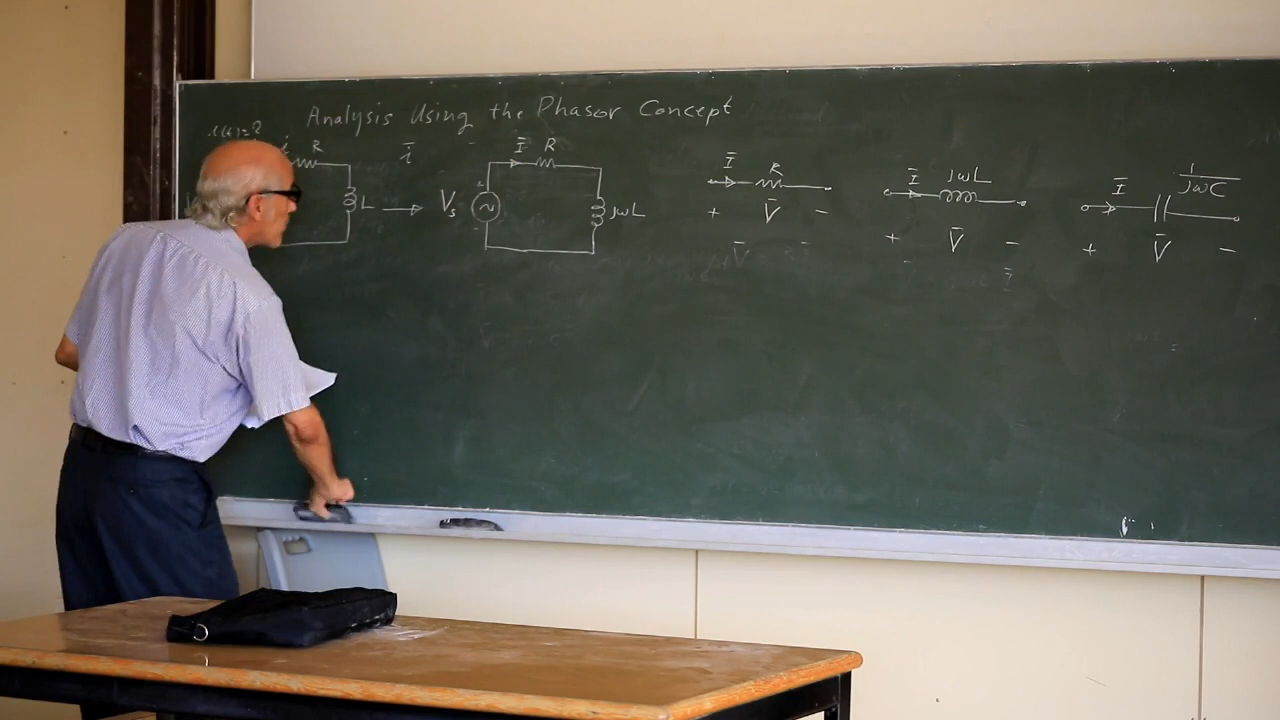 Analysis Using the Phasor Concept
i(t)=?
i R L
ī
V̄s Ī R jωL
Ī R
+ V̄ −
Ī jωL
+ V̄ −
Ī 1/jωC
+ V̄ −